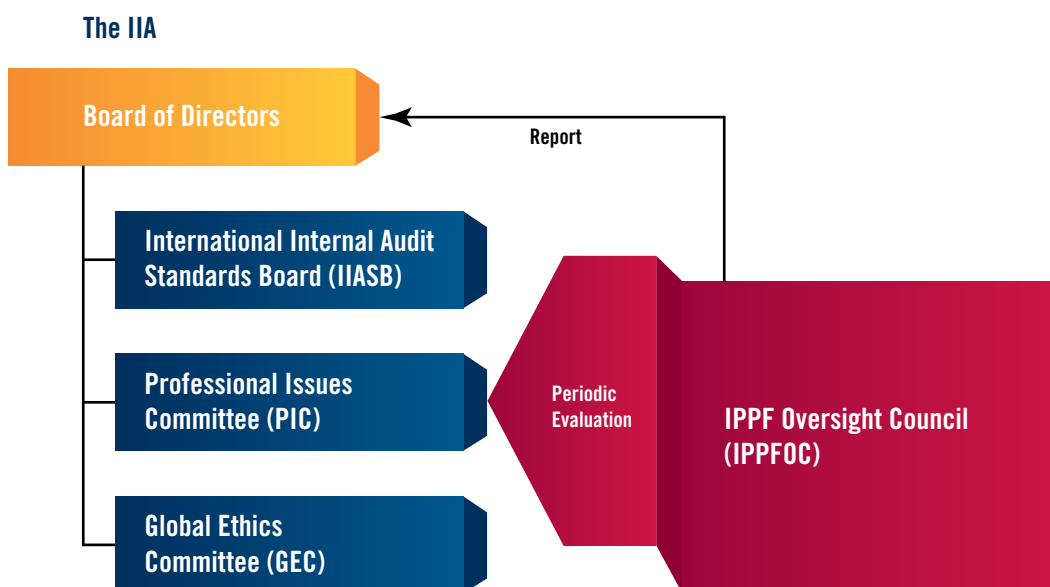 The IIA
Board of Directors
Report
International Internal Audit
Standards Board (IIASB)
Professional Issues
Committee (PIC)
Periodic
Evaluation
IPPF Oversight Council
(IPPFOC)
Global Ethics
Committee (GEC)